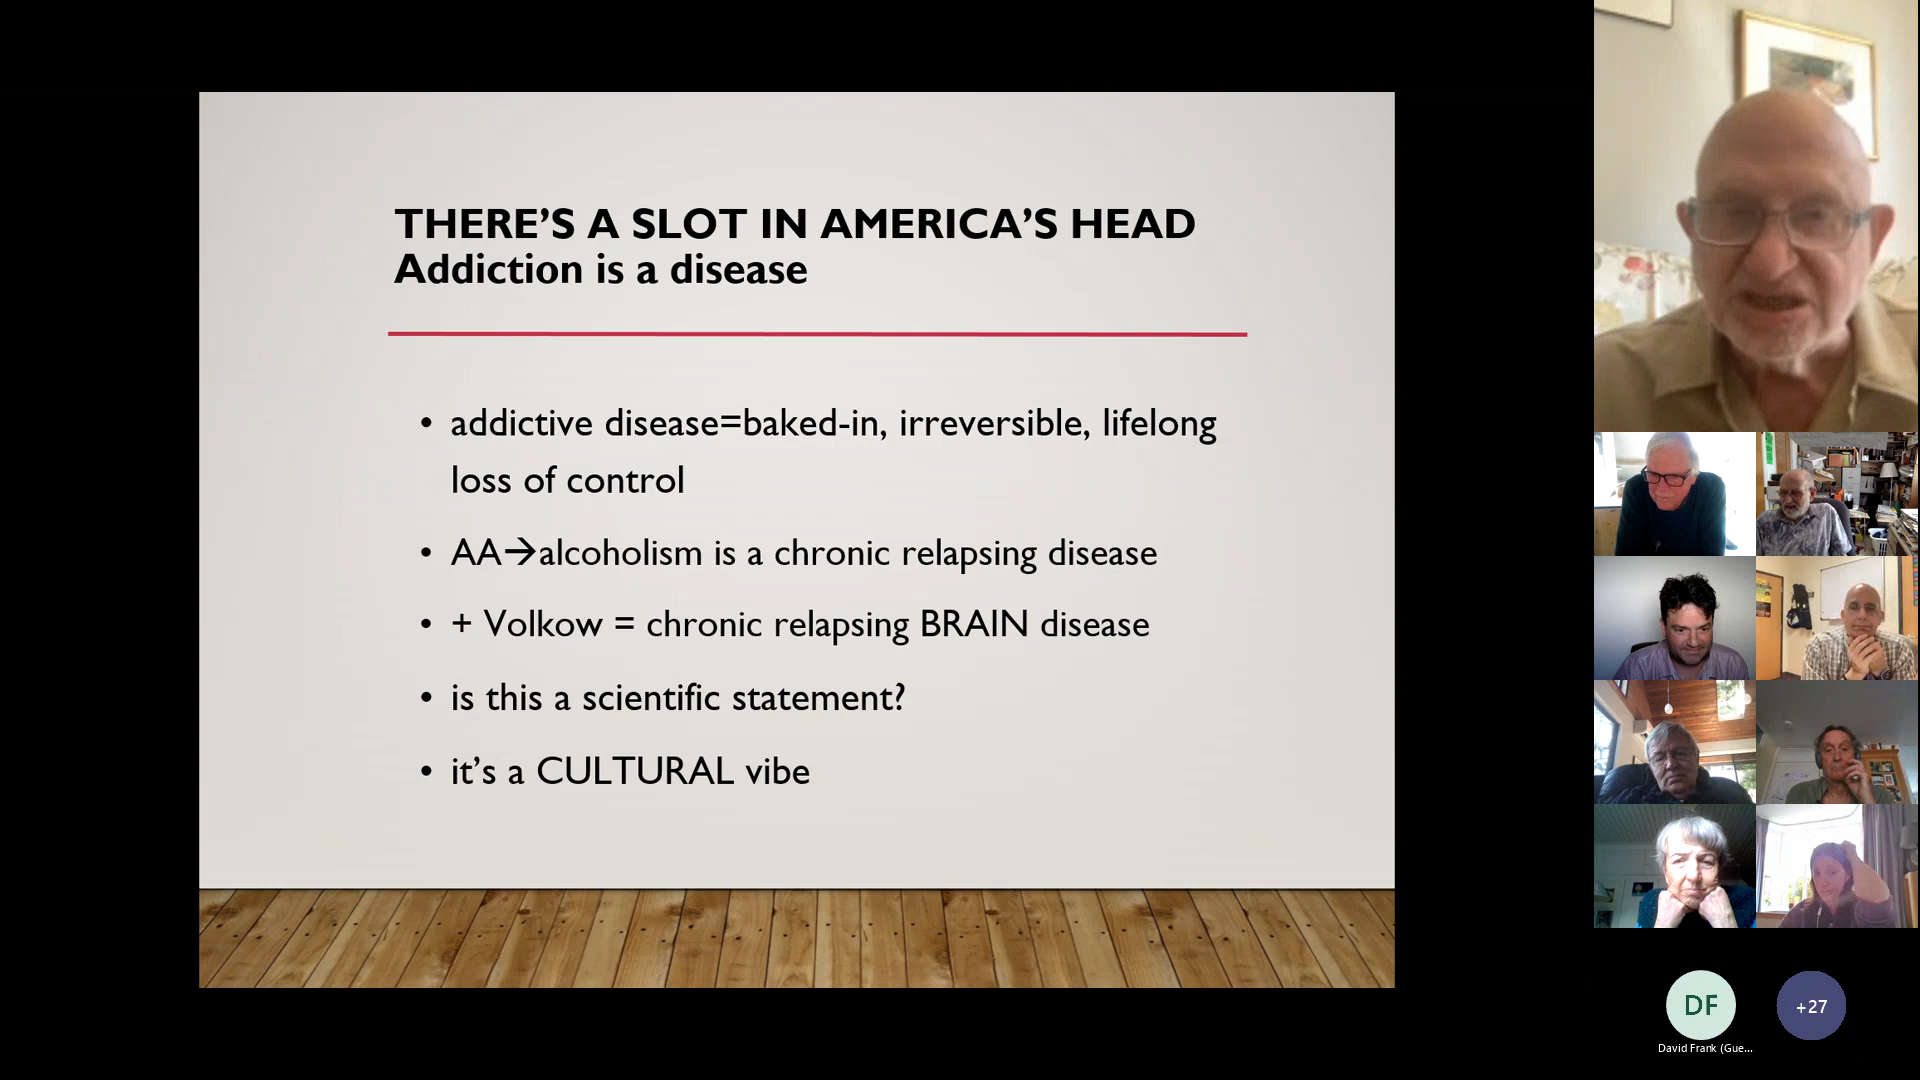 THERE’S A SLOT IN AMERICA’S HEAD
Addiction is a disease
• addictive disease=baked-in, irreversible, lifelong
loss of control
• AA→alcoholism is a chronic relapsing disease
• + Volkow = chronic relapsing BRAIN disease
• is this a scientific statement?
• it’s a CULTURAL vibe
DF
+27
David Frank (Gue...